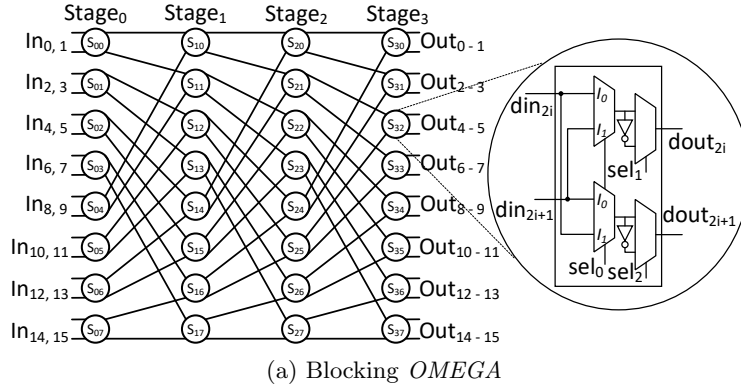 Stage0 Stage1 Stage2 Stage3
In0, 1 S00 S10 S20 S30 Out0 - 1
In2, 3 S01 S11 S21 S31 Out2 - 3
In4, 5 S02 S12 S22 S32 Out4 - 5
In6, 7 S03 S13 S23 S33 Out6 - 7
In8, 9 S04 S14 S24 S34 Out8 - 9
In10, 11 S05 S15 S25 S35 Out10 - 11
In12, 13 S06 S16 S26 S36 Out12 - 13
In14, 15 S07 S17 S27 S37 Out14 - 15
din2i I0 I1 sel1 dout2i
din2i+1 I0 I1 sel0 sel2 dout2i+1
(a) Blocking OMEGA